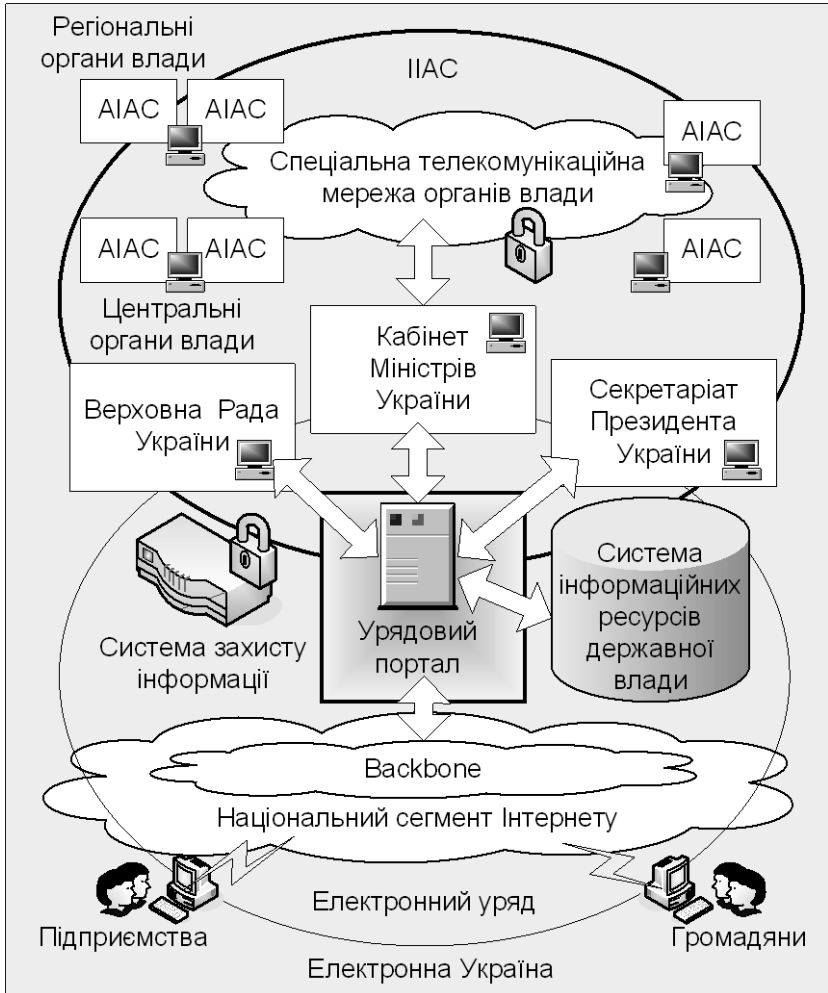 Регіональні
органи влади
ІІАС
АІАС
АІАС
АІАС
Спеціальна телекомунікаційна
мережа органів влади
АІАС
АІАС
АІАС
Центральні
органи влади
Кабінет
Міністрів
України
Верховна Рада
України
Секретаріат
Президента
України
Система захисту
інформації
Урядовий
портал
Система
інформаційних
ресурсів
державної
влади
Backbone
Національний сегмент Інтернету
Підприємства
Електронний уряд
Громадяни
Електронна Україна